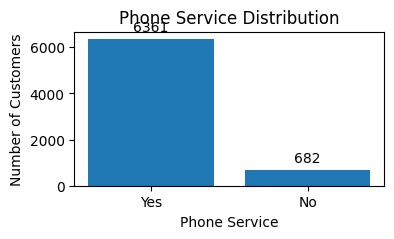 Phone Service Distribution
6361
6000
4000
2000
0
682
Yes
No
Number of Customers
Phone Service